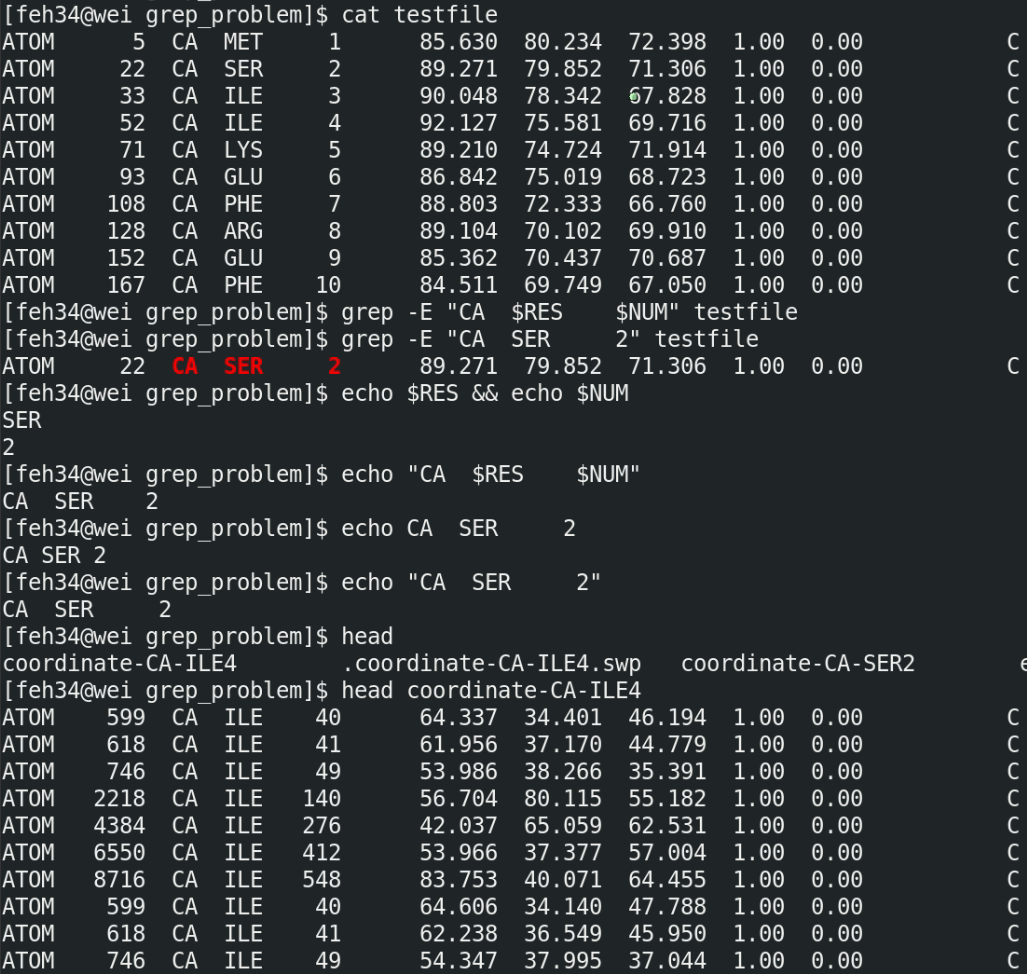 [feh34@wei grep_problem]$ cat testfile
ATOM      5  CA  MET     1      85.630  80.234  72.398  1.00  0.00           C
ATOM     22  CA  SER     2      89.271  79.852  71.306  1.00  0.00           C
ATOM     33  CA  ILE     3      90.048  78.342  67.828  1.00  0.00           C
ATOM     52  CA  ILE     4      92.127  75.581  69.716  1.00  0.00           C
ATOM     71  CA  LYS     5      89.210  74.724  71.914  1.00  0.00           C
ATOM     93  CA  GLU     6      86.842  75.019  68.723  1.00  0.00           C
ATOM    108  CA  PHE     7      88.803  72.333  66.760  1.00  0.00           C
ATOM    128  CA  ARG     8      89.104  70.102  69.910  1.00  0.00           C
ATOM    152  CA  GLU     9      85.362  70.437  70.687  1.00  0.00           C
ATOM    167  CA  PHE    10      84.511  69.749  67.050  1.00  0.00           C
[feh34@wei grep_problem]$ grep -E "CA  $RES    $NUM" testfile
[feh34@wei grep_problem]$ grep -E "CA  SER     2" testfile
ATOM     22  CA  SER     2      89.271  79.852  71.306  1.00  0.00           C
[feh34@wei grep_problem]$ echo $RES && echo $NUM
SER
2
[feh34@wei grep_problem]$ echo "CA  $RES    $NUM"
CA  SER    2
[feh34@wei grep_problem]$ echo CA  SER     2
CA SER 2
[feh34@wei grep_problem]$ echo "CA  SER     2"
CA  SER     2
[feh34@wei grep_problem]$ head
coordinate-CA-ILE4        .coordinate-CA-ILE4.swp   coordinate-CA-SER2
[feh34@wei grep_problem]$ head coordinate-CA-ILE4
ATOM    599  CA  ILE    40      64.337  34.401  46.194  1.00  0.00           C
ATOM    618  CA  ILE    41      61.956  37.170  44.779  1.00  0.00           C
ATOM    746  CA  ILE    49      53.986  38.266  35.391  1.00  0.00           C
ATOM   2218  CA  ILE   140      56.704  80.115  55.182  1.00  0.00           C
ATOM   4384  CA  ILE   276      42.037  65.059  62.531  1.00  0.00           C
ATOM   6550  CA  ILE   412      53.966  37.377  57.004  1.00  0.00           C
ATOM   8716  CA  ILE   548      83.753  40.071  64.455  1.00  0.00           C
ATOM    599  CA  ILE    40      64.606  34.140  47.788  1.00  0.00           C
ATOM    618  CA  ILE    41      62.238  36.549  45.950  1.00  0.00           C
ATOM    746  CA  ILE    49      54.347  37.995  37.044  1.00  0.00           C